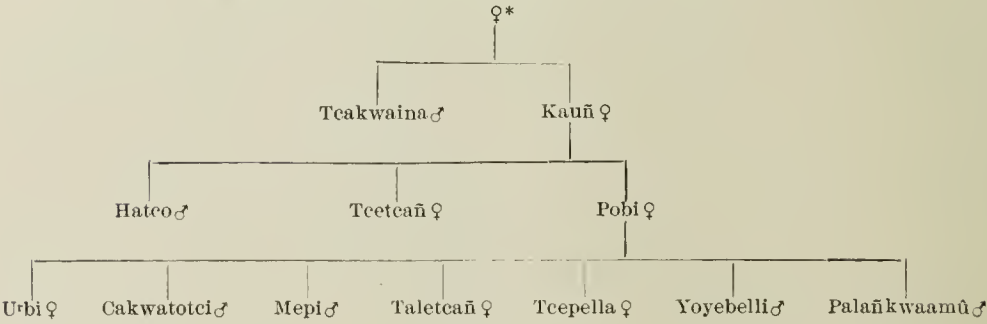 ♀*
Tcakwaina♂ Kauñ♀
Hatco♂ Tcetcañ♀ Pobi♀
Uʳbi♀ Cakwatotci♂ Mepi♂ Taletcañ♀ Tcepella♀ Yoyebelli♂ Palañkwaamû♂